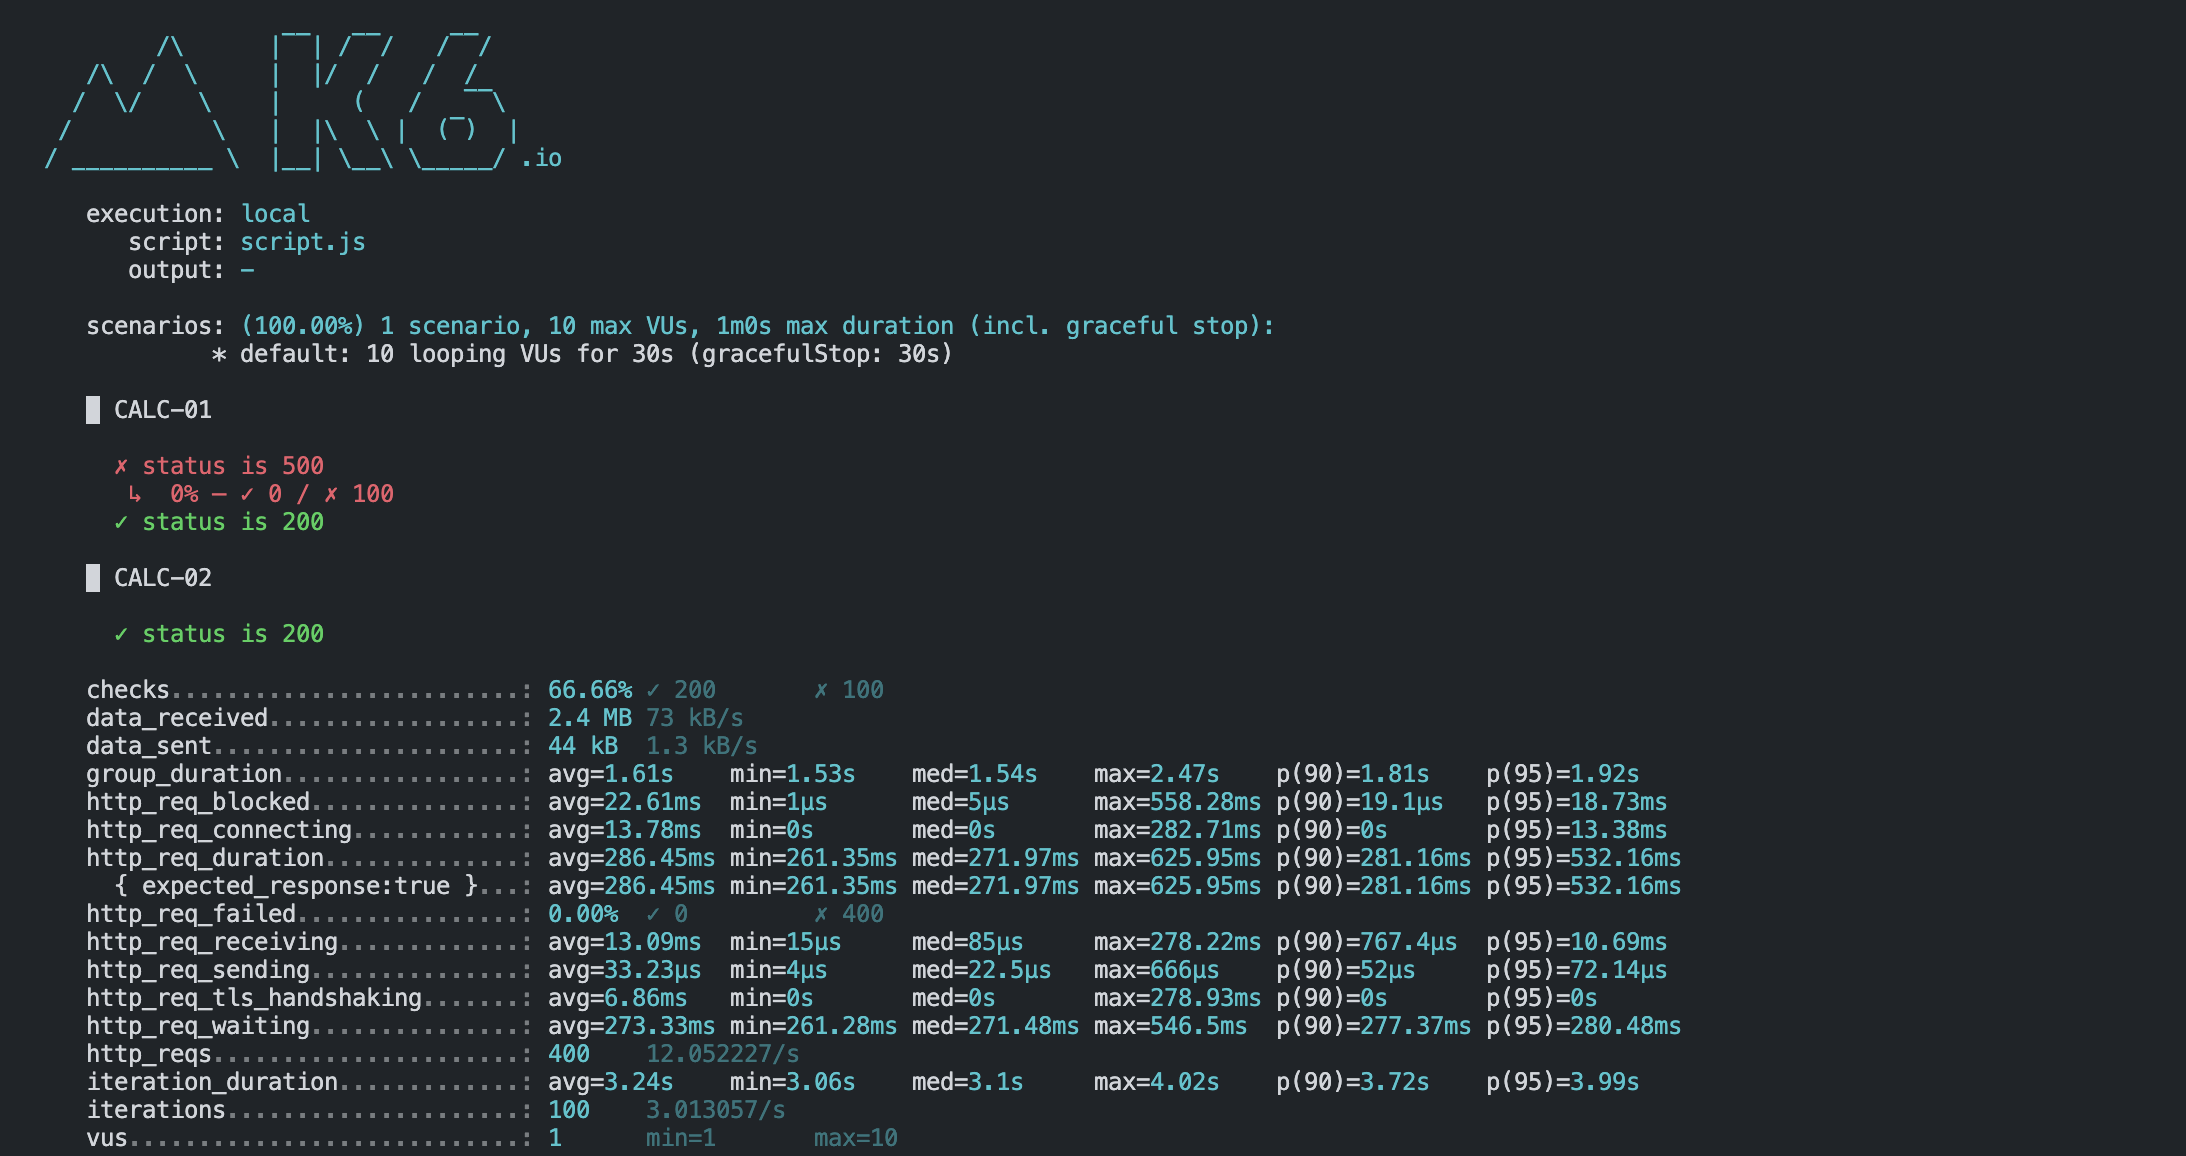 /\      |‾‾| /‾‾/   /‾‾/
     /\  /  \     |  |/  /   /  /
    /  \/    \    |     (   /   ‾‾\
   /          \   |  |\  \ |  (‾)  |
  / __________ \  |__| \__\ \_____/ .io
execution: local
script: script.js
output: -
scenarios: (100.00%) 1 scenario, 10 max VUs, 1m0s max duration (incl. graceful stop):
* default: 10 looping VUs for 30s (gracefulStop: 30s)
█ CALC-01
✗ status is 500
↳  0% — ✓ 0 / ✗ 100
✓ status is 200
█ CALC-02
✓ status is 200
checks.........................: 66.66% ✓ 200       ✗ 100
data_received..................: 2.4 MB 73 kB/s
data_sent......................: 44 kB  1.3 kB/s
group_duration.................: avg=1.61s    min=1.53s    med=1.54s    max=2.47s    p(90)=1.81s    p(95)=1.92s
http_req_blocked...............: avg=22.61ms  min=1µs      med=5µs      max=558.28ms p(90)=19.1µs   p(95)=18.73ms
http_req_connecting............: avg=13.78ms  min=0s       med=0s       max=282.71ms p(90)=0s       p(95)=13.38ms
http_req_duration..............: avg=286.45ms min=261.35ms med=271.97ms max=625.95ms p(90)=281.16ms p(95)=532.16ms
{ expected_response:true }...: avg=286.45ms min=261.35ms med=271.97ms max=625.95ms p(90)=281.16ms p(95)=532.16ms
http_req_failed................: 0.00%  ✓ 0         ✗ 400
http_req_receiving.............: avg=13.09ms  min=15µs     med=85µs     max=278.22ms p(90)=767.4µs  p(95)=10.69ms
http_req_sending...............: avg=33.23µs  min=4µs      med=22.5µs   max=666µs    p(90)=52µs     p(95)=72.14µs
http_req_tls_handshaking.......: avg=6.86ms   min=0s       med=0s       max=278.93ms p(90)=0s       p(95)=0s
http_req_waiting...............: avg=273.33ms min=261.28ms med=271.48ms max=546.5ms  p(90)=277.37ms p(95)=280.48ms
http_reqs......................: 400    12.052227/s
iteration_duration.............: avg=3.24s    min=3.06s    med=3.1s     max=4.02s    p(90)=3.72s    p(95)=3.99s
iterations.....................: 100    3.013057/s
vus............................: 1      min=1       max=10